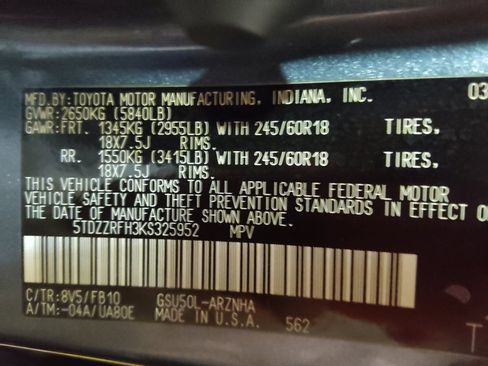 MFD.BY:TOYOTA MOTOR MANUFACTURING, INDIANA, INC. 03
GVWR:2650KG (5840LB)
GAWR:FRT. 1345KG (2955LB) WITH 245/60R18 TIRES,
18X7.5J RIMS.
RR. 1550KG (3415LB) WITH 245/60R18 TIRES,
18X7.5J RIMS.
THIS VEHICLE CONFORMS TO ALL APPLICABLE FEDERAL MOTOR
VEHICLE SAFETY AND THEFT PREVENTION STANDARDS IN EFFECT O
THE DATE OF MANUFACTURE SHOWN ABOVE.
5TDZZRFH3KS325952 MPV
C/TR:8V5/FB10 GSU50L-ARZNHA
A/TM:-04A/UA80E MADE IN U.S.A. 562
T